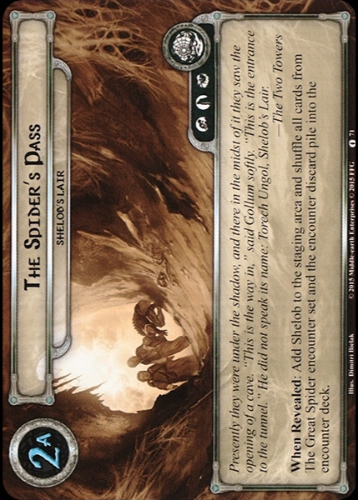 2A
The Spider's Pass
Shelob's Lair
Presently they were under the shadow, and there in the midst of it they saw the
opening of a cave. "This is the way in," said Gollum softly. "This is the entrance
to the tunnel." He did not speak its name: Torech Ungol, Shelob's Lair.
—The Two Towers
When Revealed: Add Shelob to the staging area and shuffle all cards from
The Great Spider encounter set and the encounter discard pile into the
encounter deck.
Illus. Dimitri Bielak © 2015 Middle-earth Enterprises © 2015 FFG 71